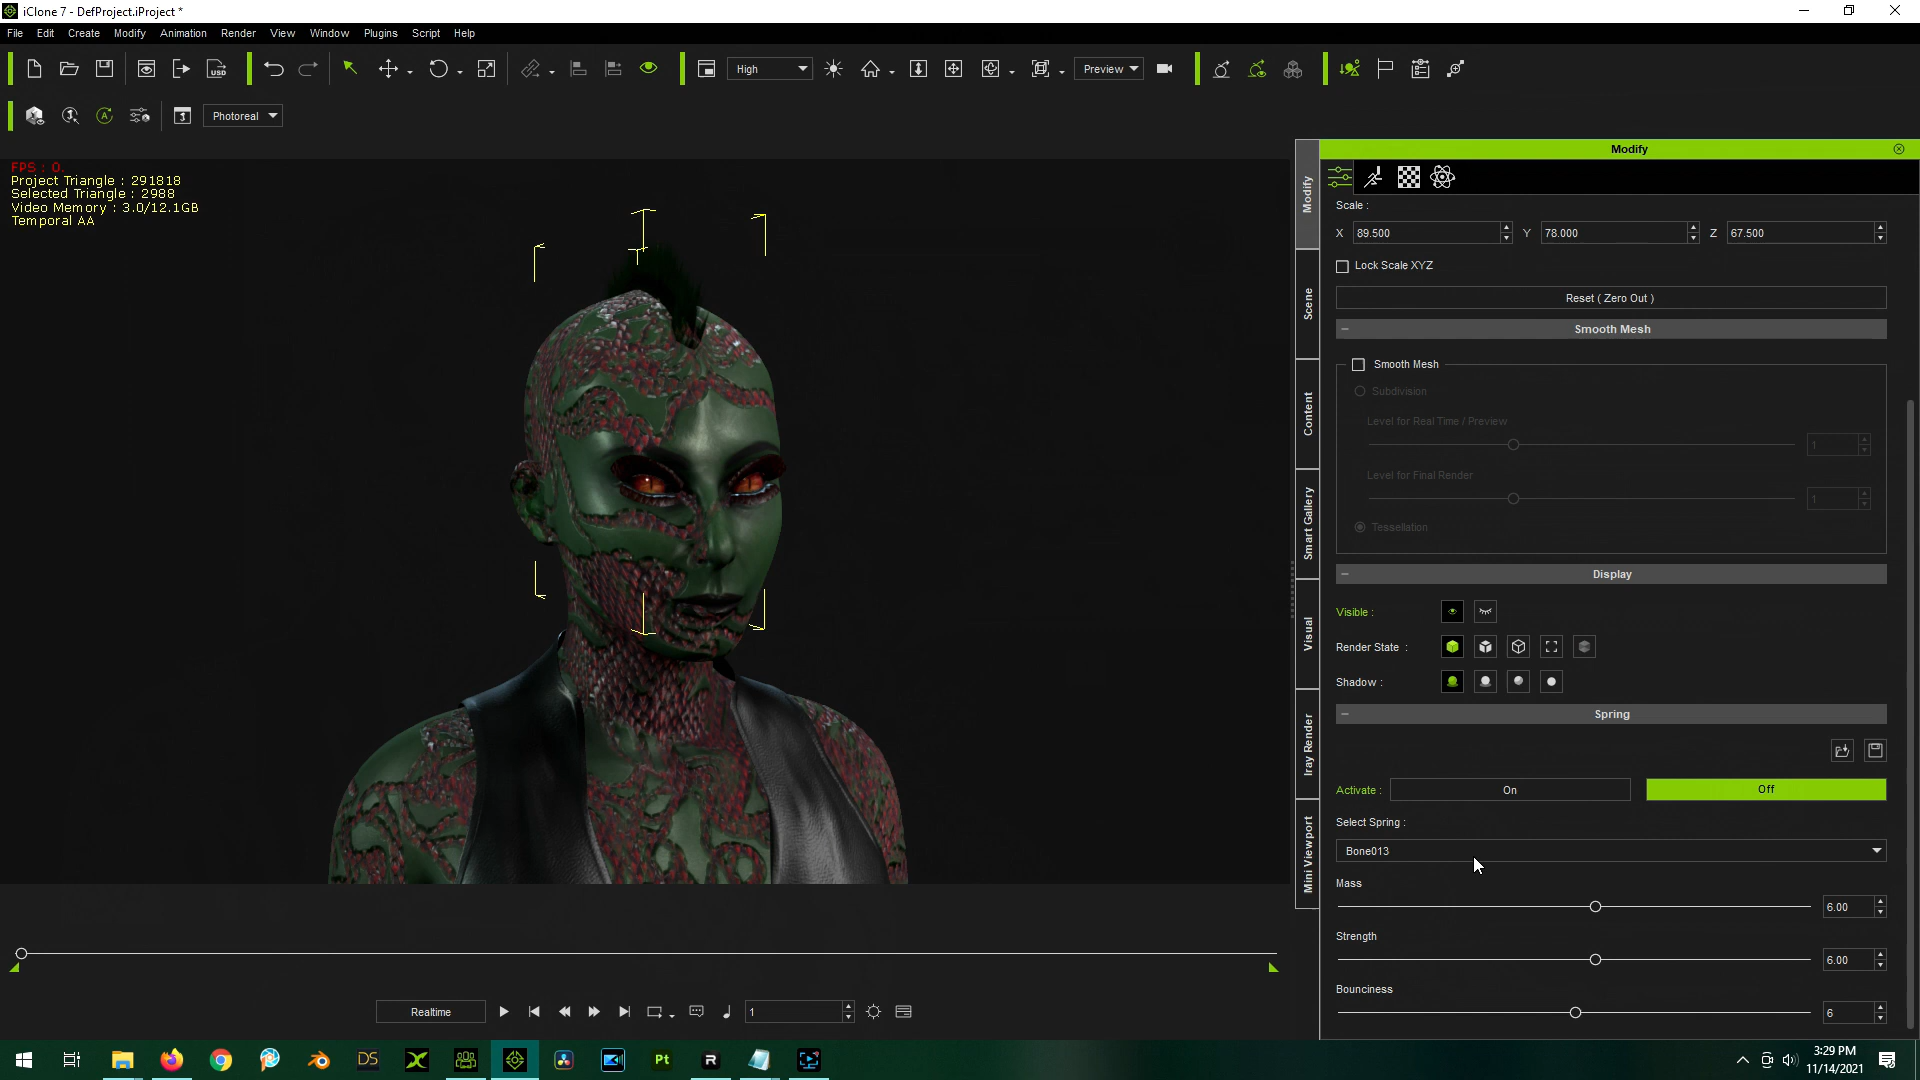 iClone 7 - DefProject.iProject *
File Edit Create Modify Animation Render View Window Plugins Script Help
High
Preview
Photoreal
FPS : 0.
Project Triangle : 291818
Selected Triangle : 2988
Video Memory : 3.0/12.1GB
Temporal AA
Modify
Scene
Content
Smart Gallery
Visual
Iray Render
Mini Viewport
Modify
Scale :
X 89.500 Y 78.000 Z 67.500
Lock Scale XYZ
Reset ( Zero Out )
Smooth Mesh
Smooth Mesh
Subdivision
Level for Real Time / Preview
1
Level for Final Render
1
Tessellation
Display
Visible :
Render State :
Shadow :
Spring
Activate : On Off
Select Spring :
Bone013
Mass
6.00
Strength
6.00
Bounciness
6
Realtime
1
USD
DS
Pt
R
3:29 PM
11/14/2021